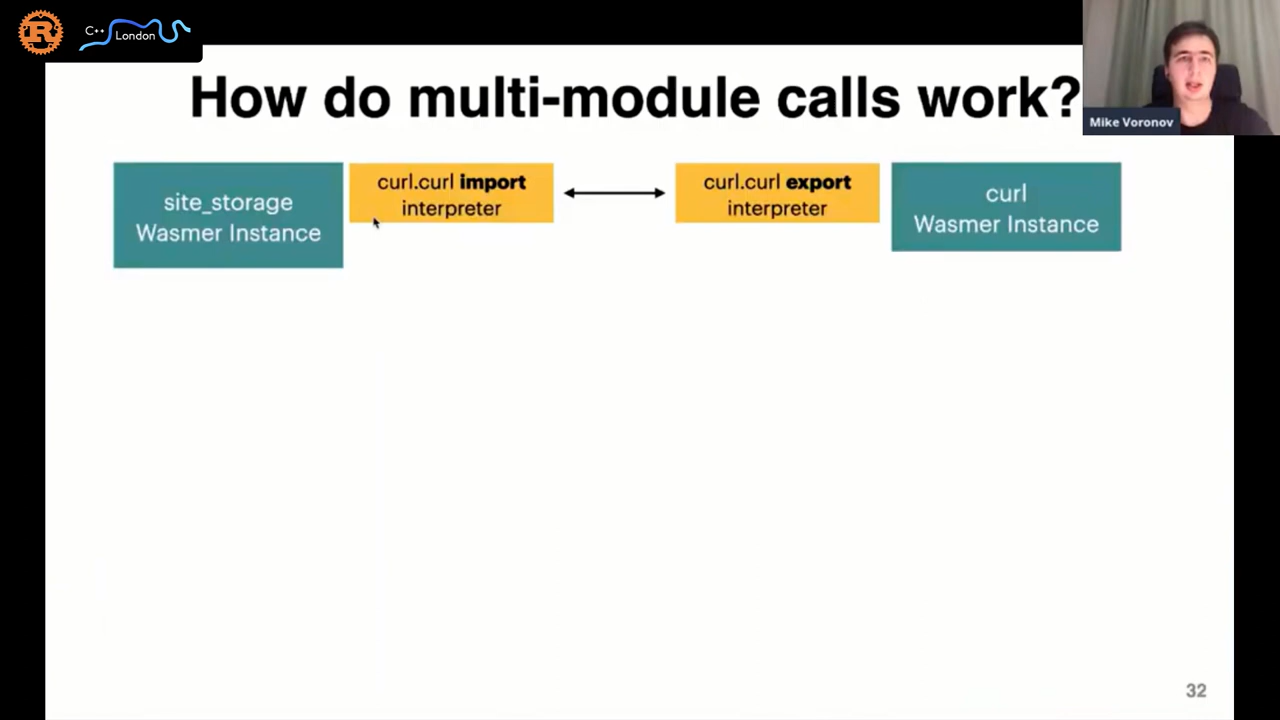 C++
London
How do multi-module calls work?
Mike Voronov
site_storage
Wasmer Instance
curl.curl import
interpreter
curl.curl export
interpreter
curl
Wasmer Instance
32